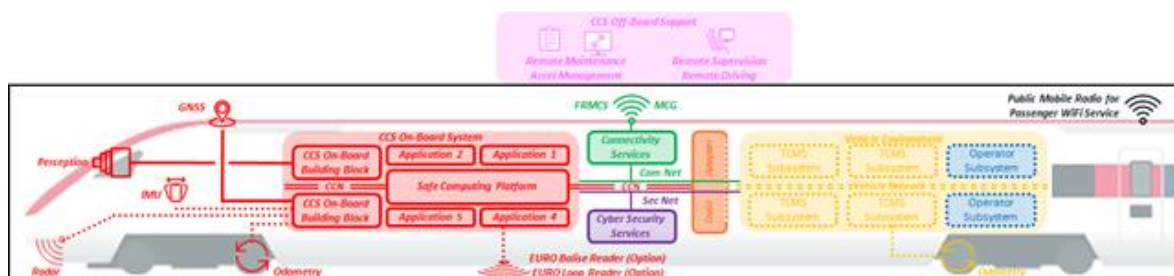 CCS Off-Board Support
Remote Maintenance
Asset Management
Remote Supervision
Remote Driving
GNSS
FRMCS
MCG
Public Mobile Radio for
Passenger WiFi Service
Perception
CCS On-Board System
CCS On-Board
Building Block
Application 2
Application 1
Connectivity
Services
Vehicle Environment
TCMS
Subsystem
TCMS
Subsystem
Operator
Subsystem
IMU
CCN
Safe Computing Platform
Com Net
CCN
Vehicle Network
CCS On-Board
Building Block
Application 5
Application 4
Sec Net
Cyber Security
Services
TCMS
Subsystem
TCMS
Subsystem
Operator
Subsystem
Radar
Odometry
EURO Balise Reader (Option)
EURO Loop Reader (Option)
Odometry